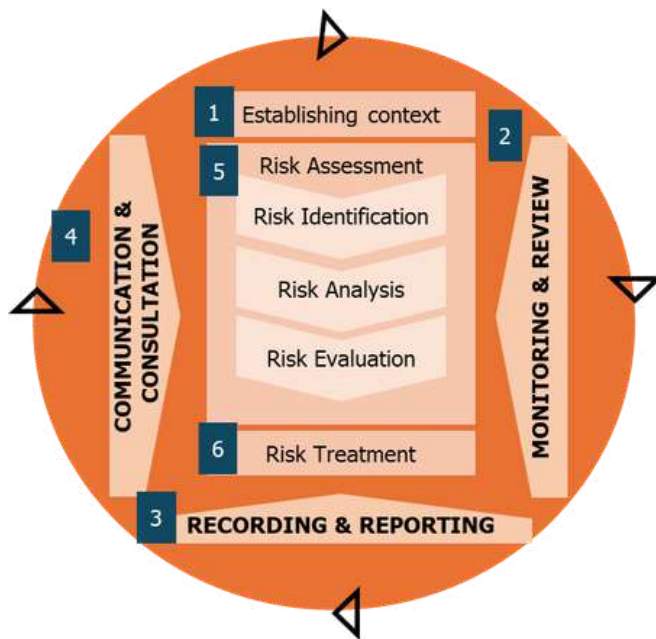 1
Establishing context
2
5
Risk Assessment
Risk Identification
Risk Analysis
Risk Evaluation
4
COMMUNICATION &
CONSULTATION
MONITORING & REVIEW
6
Risk Treatment
3
RECORDING & REPORTING